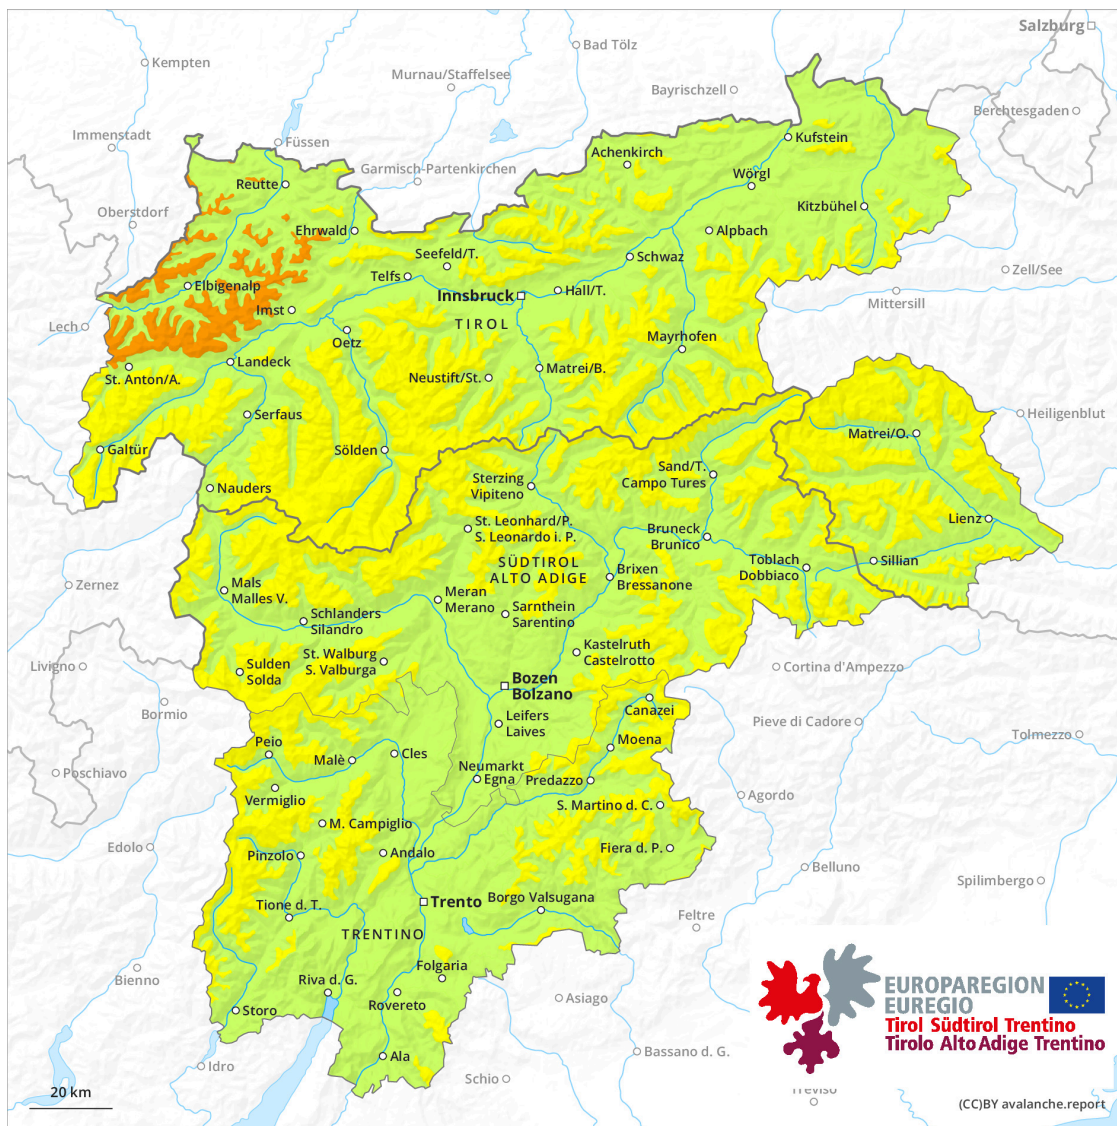 Salzburg
Bad Tölz
Kempten
Murnau/Staffelsee
Bayrischzell
Berchtesgaden
Immenstadt
Füssen
Kufstein
Achenkirch
Garmisch-Partenkirchen
Wörgl
Reutte
Kitzbühel
Oberstdorf
Ehrwald
Alpbach
Seefeld/T.
Schwaz
Zell/See
Telfs
Elbigenalp
Innsbruck
Hall/T.
Mittersill
Imst
Lech
TIROL
Oetz
Mayrhofen
Landeck
Matrei/B.
St. Anton/A.
Neustift/St.
Serfaus
Heiligenblut
Matrei/O.
Galtür
Sölden
Sand/T.
Campo Tures
Sterzing
Vipiteno
Nauders
Lienz
St. Leonhard/P.
S. Leonardo i. P.
Bruneck
Brunico
SÜDTIROL
ALTO ADIGE
Toblach
Dobbiaco
Sillian
Brixen
Bressanone
Zernez
Mals
Malles V.
Meran
Merano
Sarnthein
Sarentino
Schlanders
Silandro
Kastelruth
Castelrotto
St. Walburg
S. Valburga
Livigno
Sulden
Solda
Cortina d'Ampezzo
Bozen
Bolzano
Bormio
Canazei
Leifers
Laives
Pieve di Cadore
Tolmezzo
Moena
Peio
Cles
Malè
Poschiavo
Neumarkt
Egna
Predazzo
Vermiglio
Agordo
S. Martino d. C.
M. Campiglio
Edolo
Fiera d. P.
Pinzolo
Andalo
Belluno
Spilimbergo
Borgo Valsugana
Trento
Tione d. T.
Feltre
TRENTINO
Folgaria
Bienno
Riva d. G.
Asiago
Rovereto
Storo
EUROPAREGION
EUREGIO
Tirol Südtirol Trentino
Tirolo Alto Adige Trentino
Ala
Bassano d. G.
Idro
Schio
Treviso
20 km
(CC)BY avalanche.report